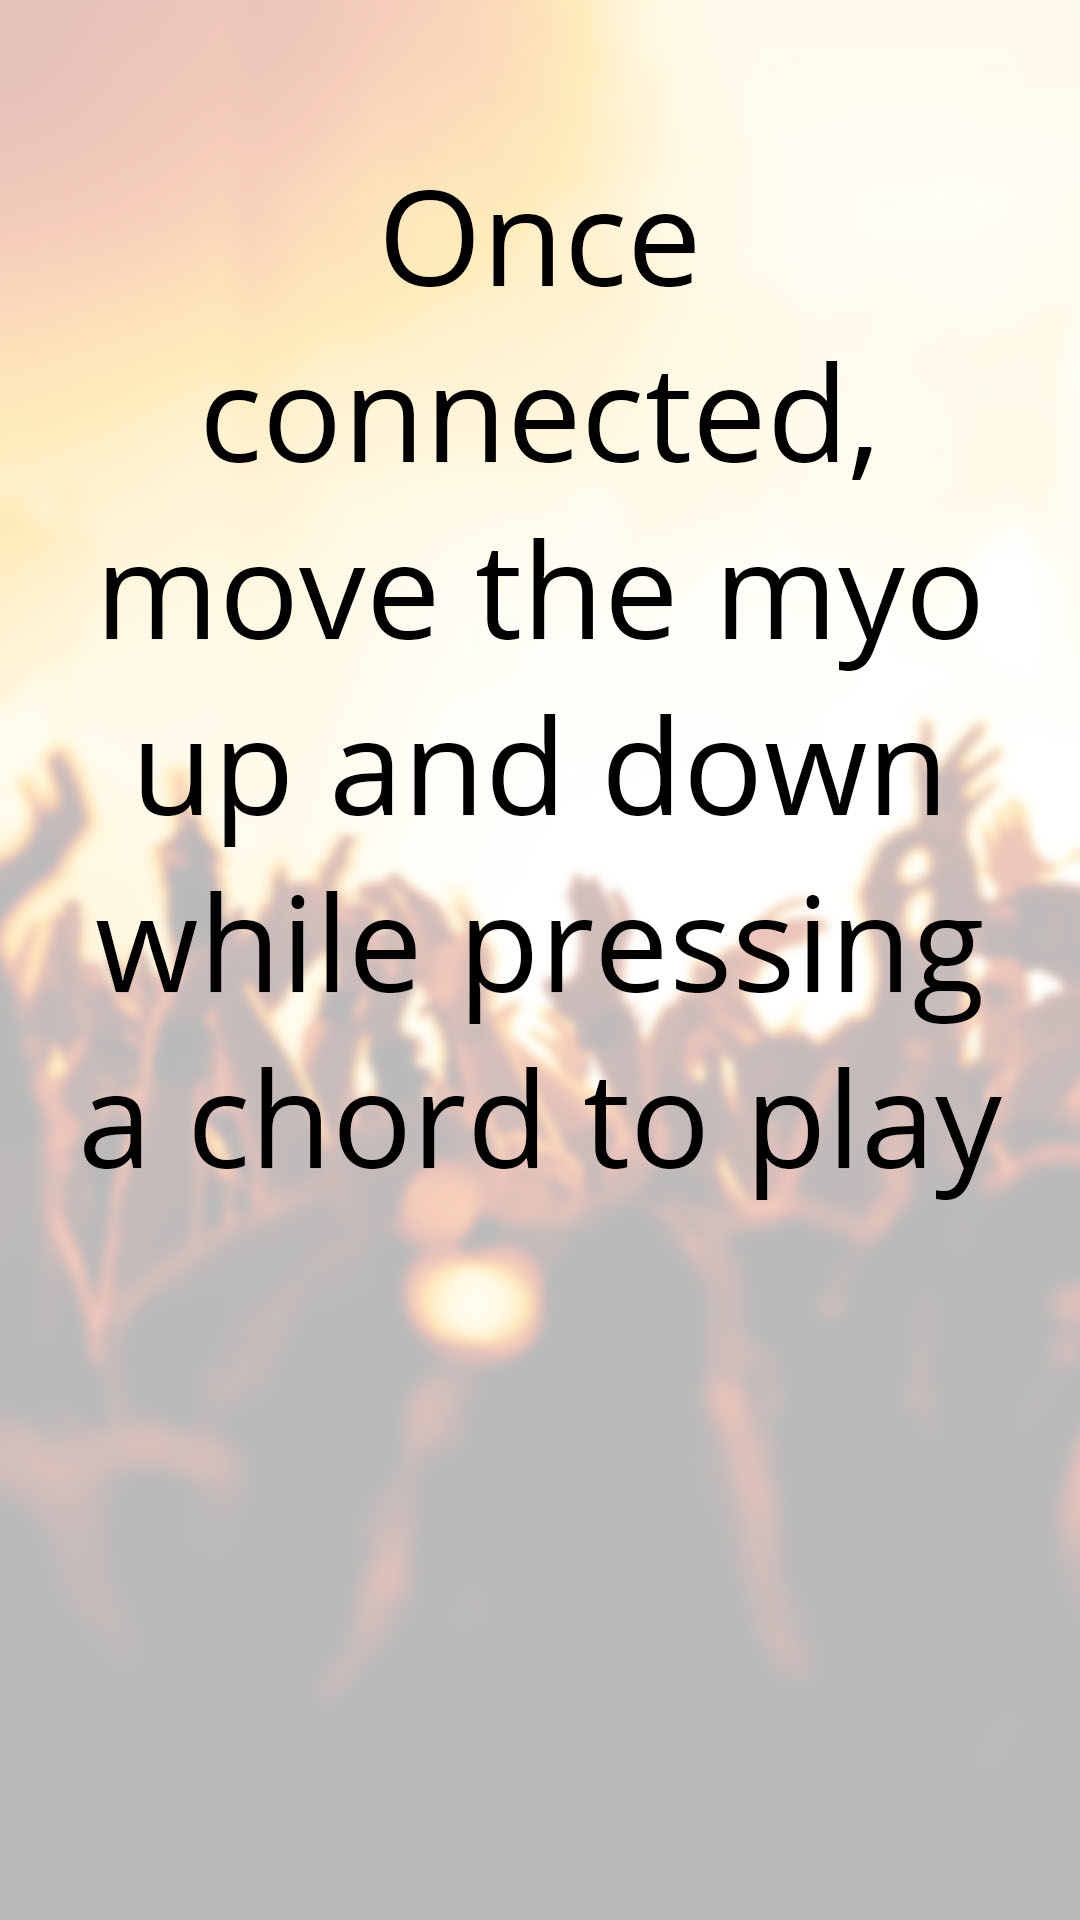 Once
connected,
move the myo
up and down
while pressing
a chord to play